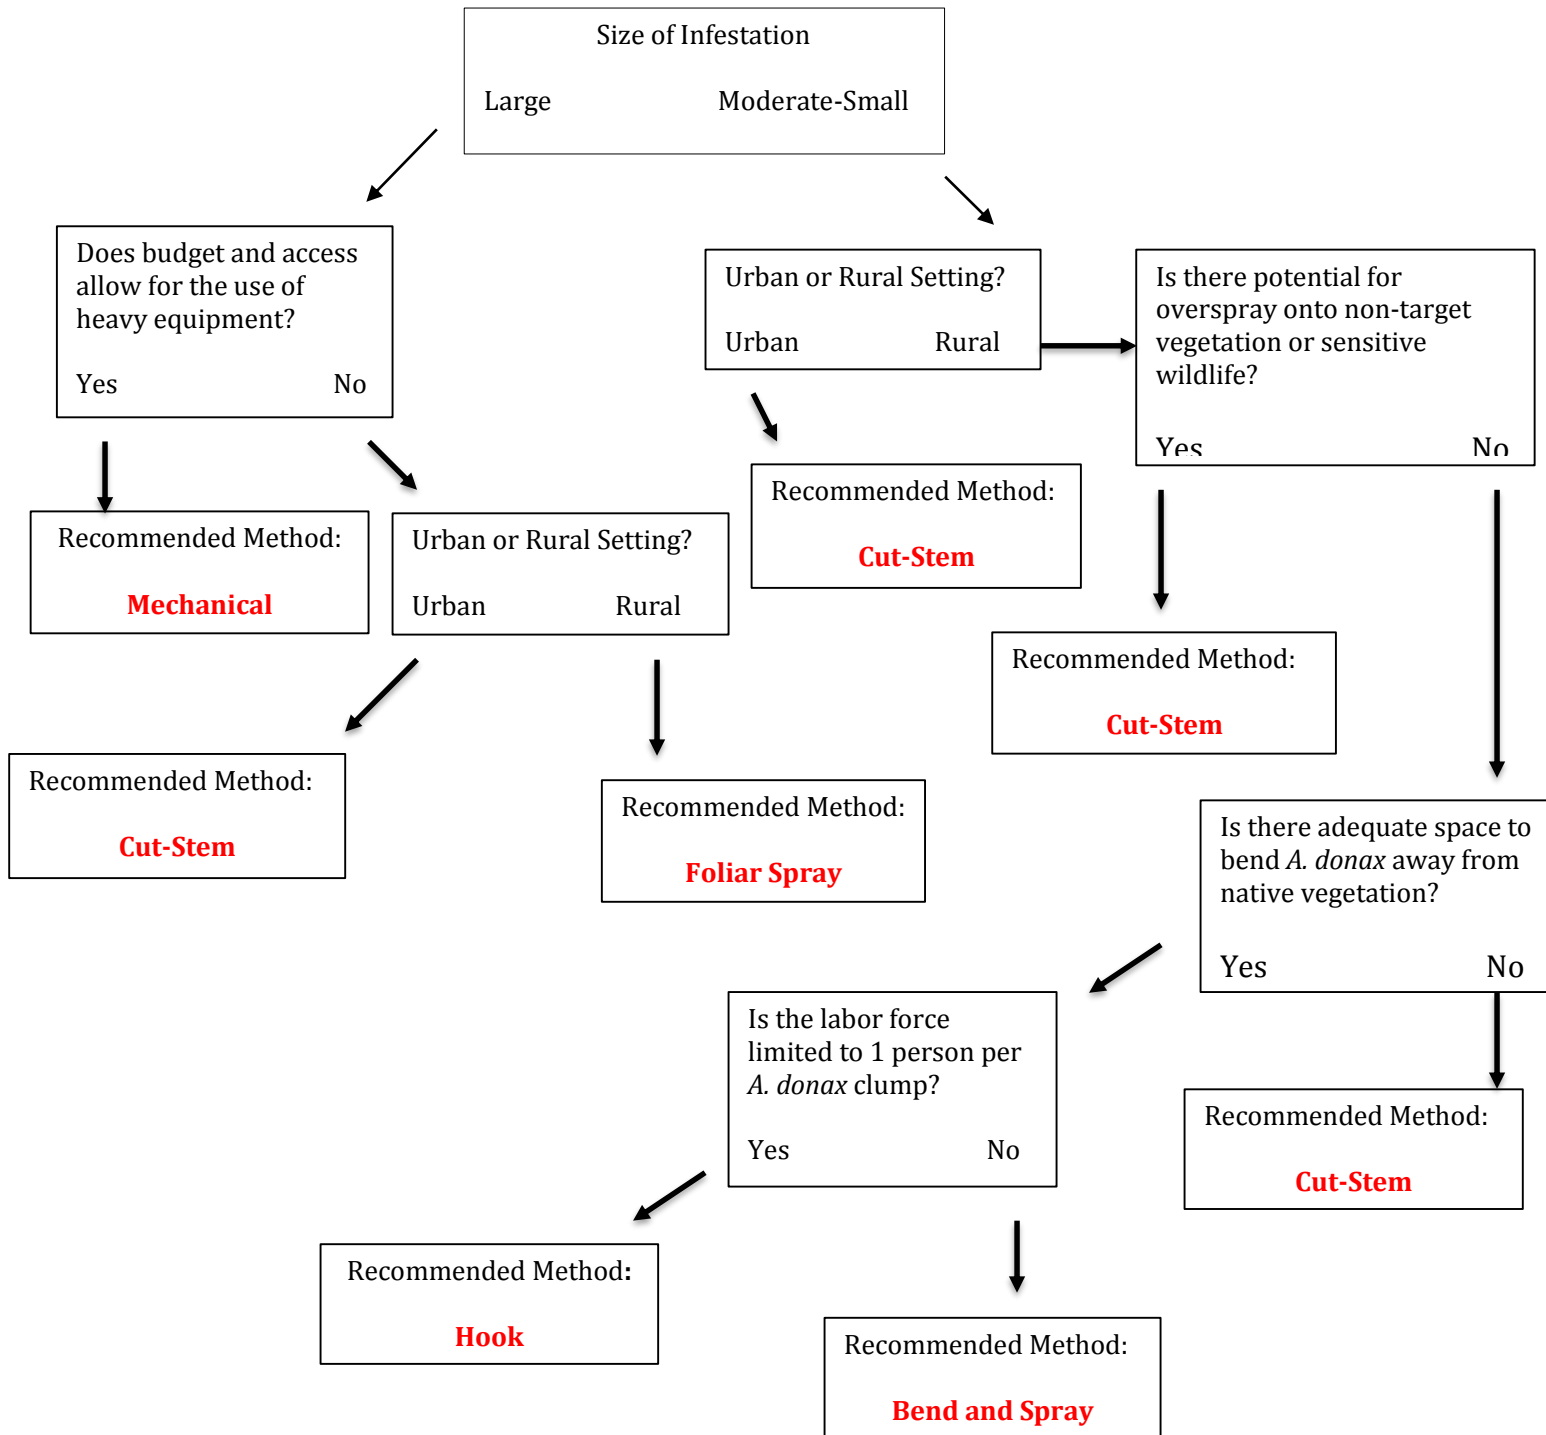 Size of Infestation
Large Moderate-Small
Does budget and access
allow for the use of
heavy equipment?
Yes No
Urban or Rural Setting?
Urban Rural
Is there potential for
overspray onto non-target
vegetation or sensitive
wildlife?
Yes No
Recommended Method:
Mechanical
Urban or Rural Setting?
Urban Rural
Recommended Method:
Cut-Stem
Recommended Method:
Cut-Stem
Recommended Method:
Cut-Stem
Recommended Method:
Foliar Spray
Is there adequate space to
bend A. donax away from
native vegetation?
Yes No
Is the labor force
limited to 1 person per
A. donax clump?
Yes No
Recommended Method:
Cut-Stem
Recommended Method:
Hook
Recommended Method:
Bend and Spray